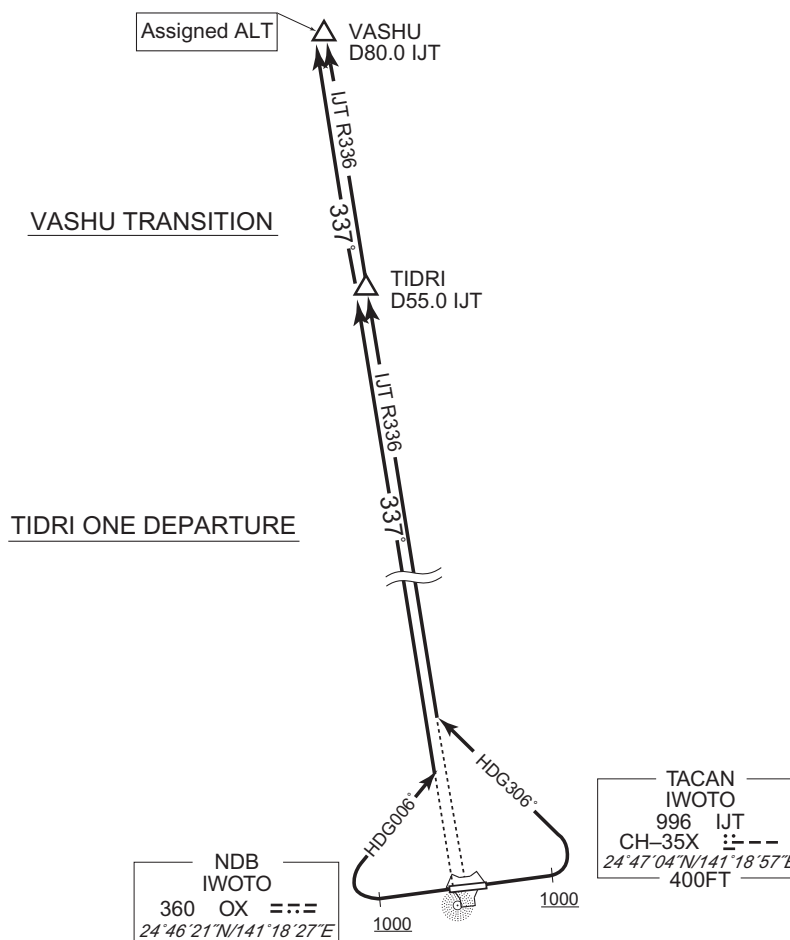 Assigned ALT
VASHU
D80.0 IJT
IJT R336
337°
VASHU TRANSITION
TIDRI
D55.0 IJT
IJT R336
337°
TIDRI ONE DEPARTURE
HDG006°
HDG306°
TACAN
IWOTO
996 IJT
CH–35X
24°47´04˝N/141°18´57˝E
400FT
NDB
IWOTO
360 OX
24°46´21˝N/141°18´27˝E
1000
1000